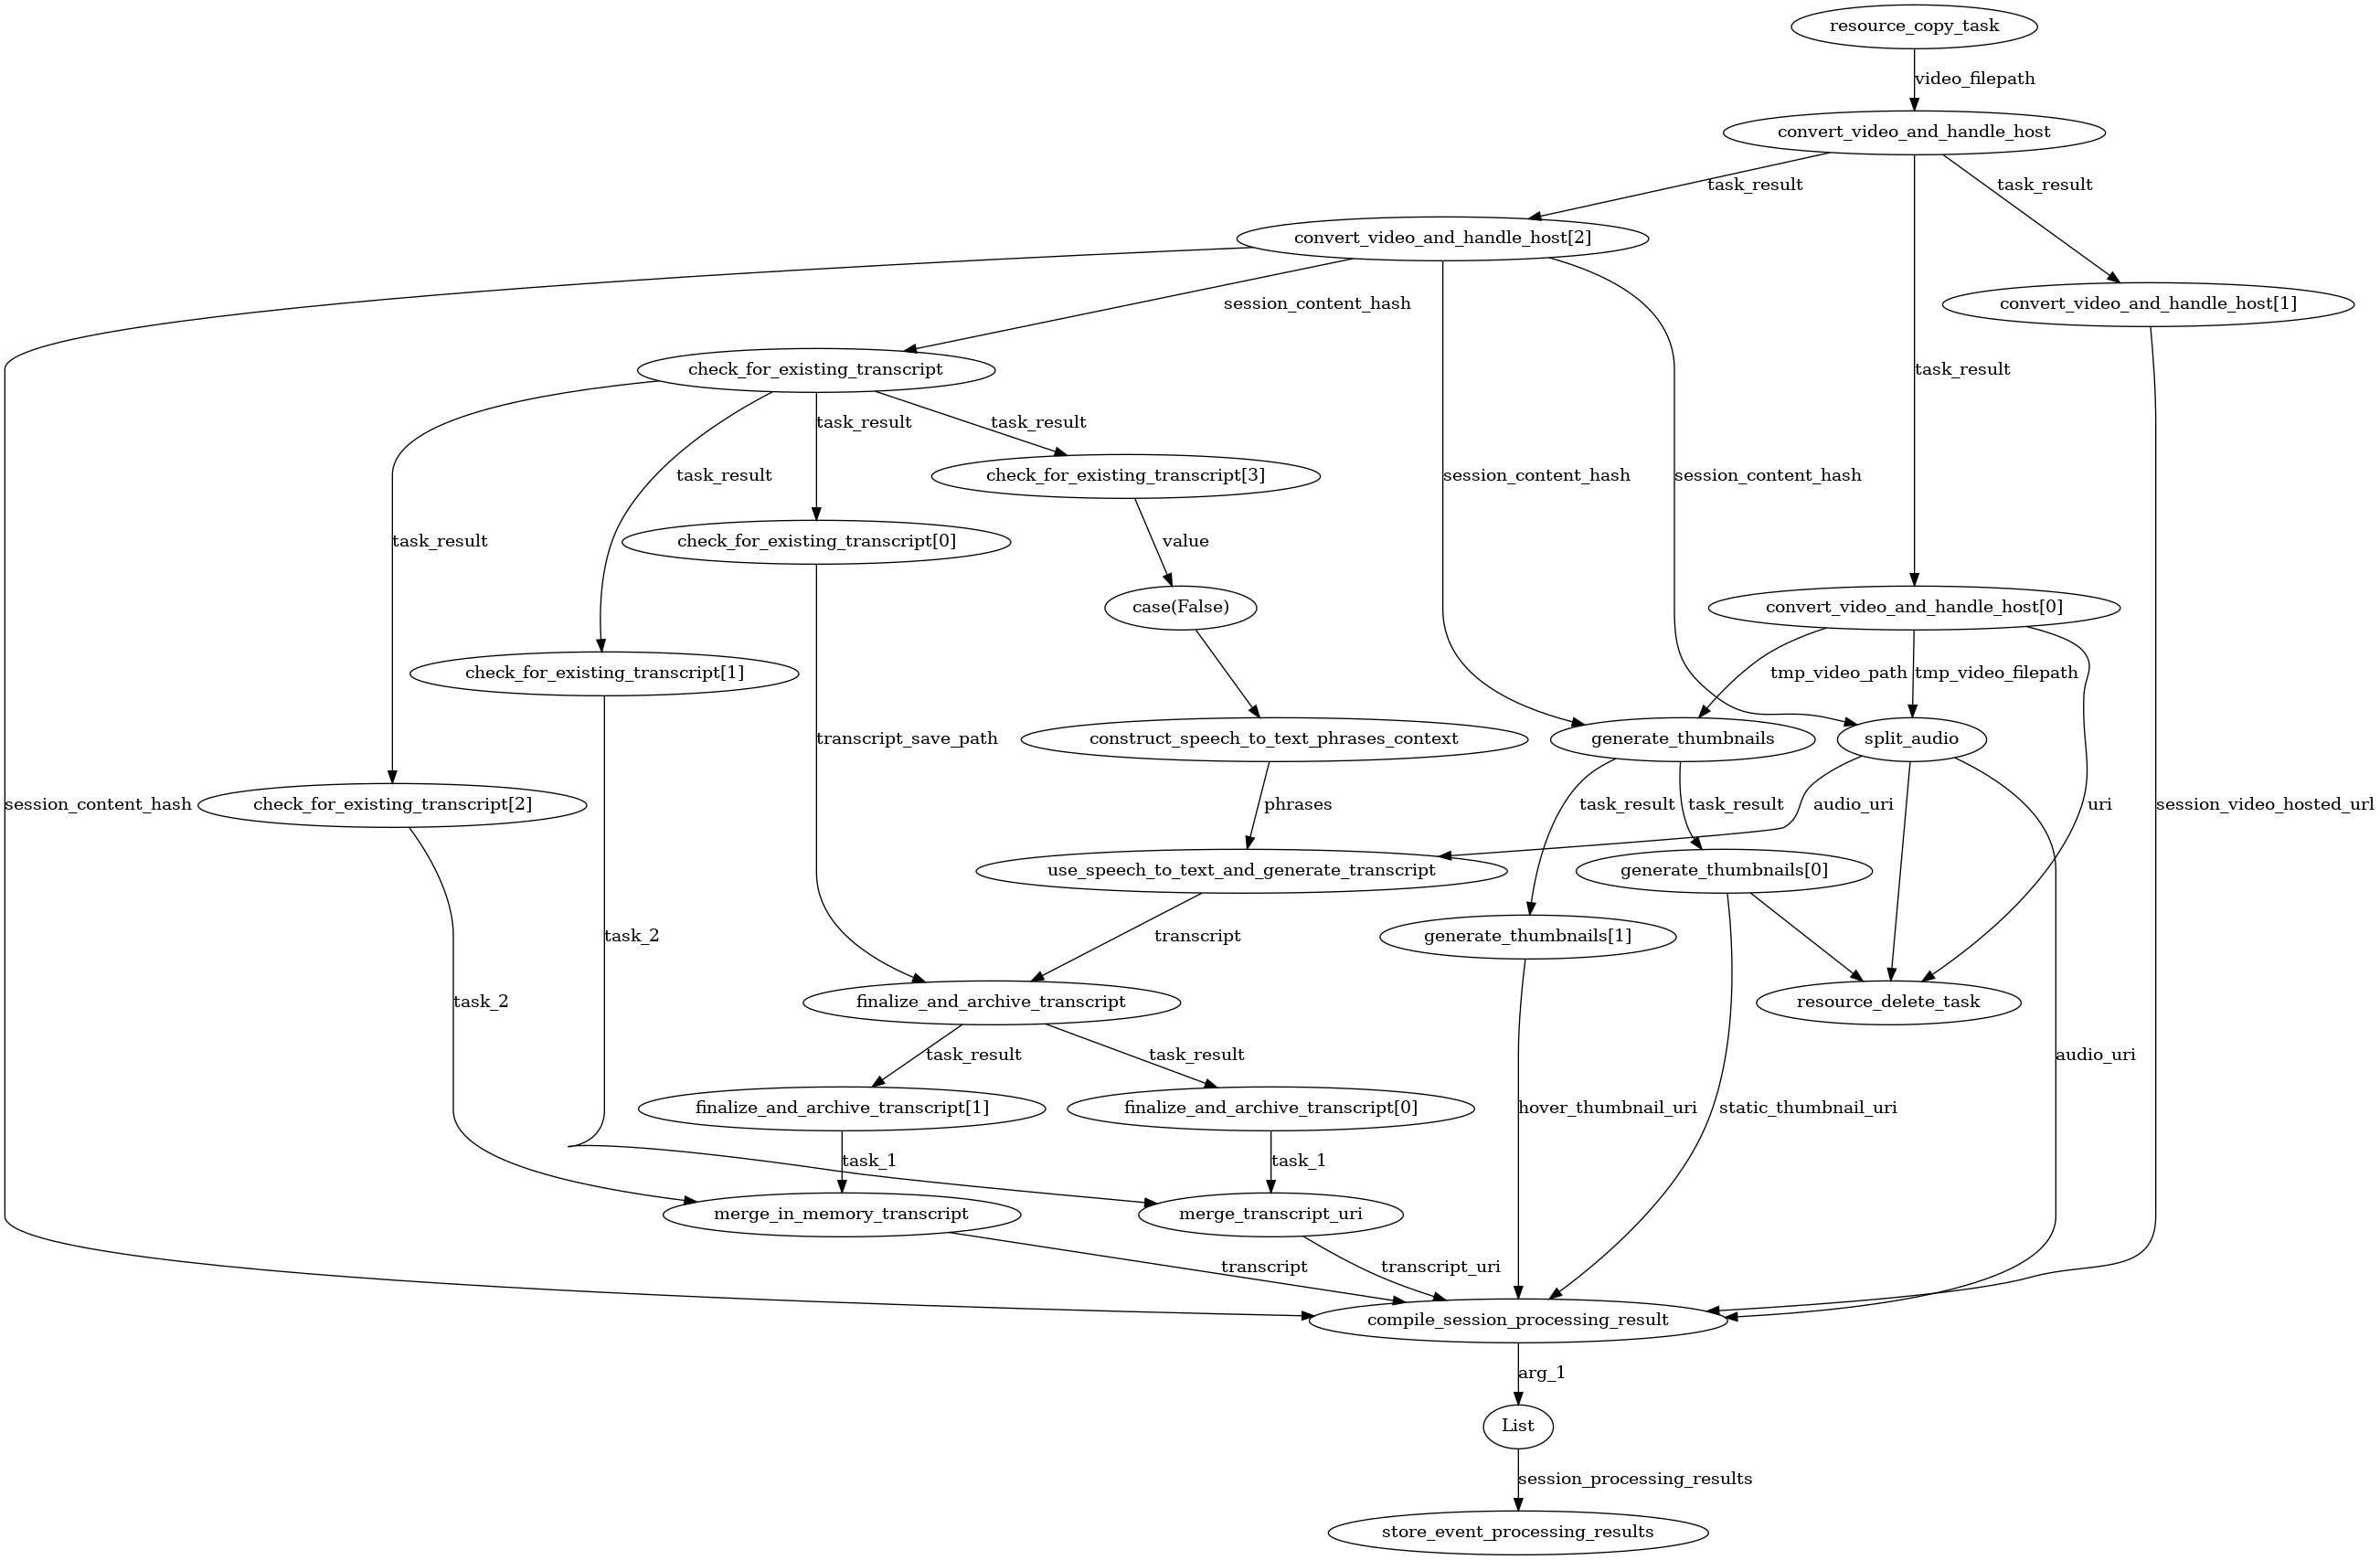 resource_copy_task
video_filepath
convert_video_and_handle_host
task_result
task_result
convert_video_and_handle_host[2]
convert_video_and_handle_host[1]
session_content_hash
check_for_existing_transcript
task_result
task_result
task_result
task_result
check_for_existing_transcript[3]
session_content_hash
session_content_hash
task_result
check_for_existing_transcript[0]
value
case(False)
convert_video_and_handle_host[0]
check_for_existing_transcript[1]
tmp_video_path
tmp_video_filepath
transcript_save_path
construct_speech_to_text_phrases_context
generate_thumbnails
split_audio
session_content_hash
check_for_existing_transcript[2]
phrases
task_result
task_result
audio_uri
uri
session_video_hosted_url
use_speech_to_text_and_generate_transcript
generate_thumbnails[0]
task_2
transcript
generate_thumbnails[1]
task_2
finalize_and_archive_transcript
resource_delete_task
task_result
task_result
audio_uri
finalize_and_archive_transcript[1]
finalize_and_archive_transcript[0]
hover_thumbnail_uri
static_thumbnail_uri
task_1
task_1
merge_in_memory_transcript
merge_transcript_uri
transcript
transcript_uri
compile_session_processing_result
arg_1
List
session_processing_results
store_event_processing_results